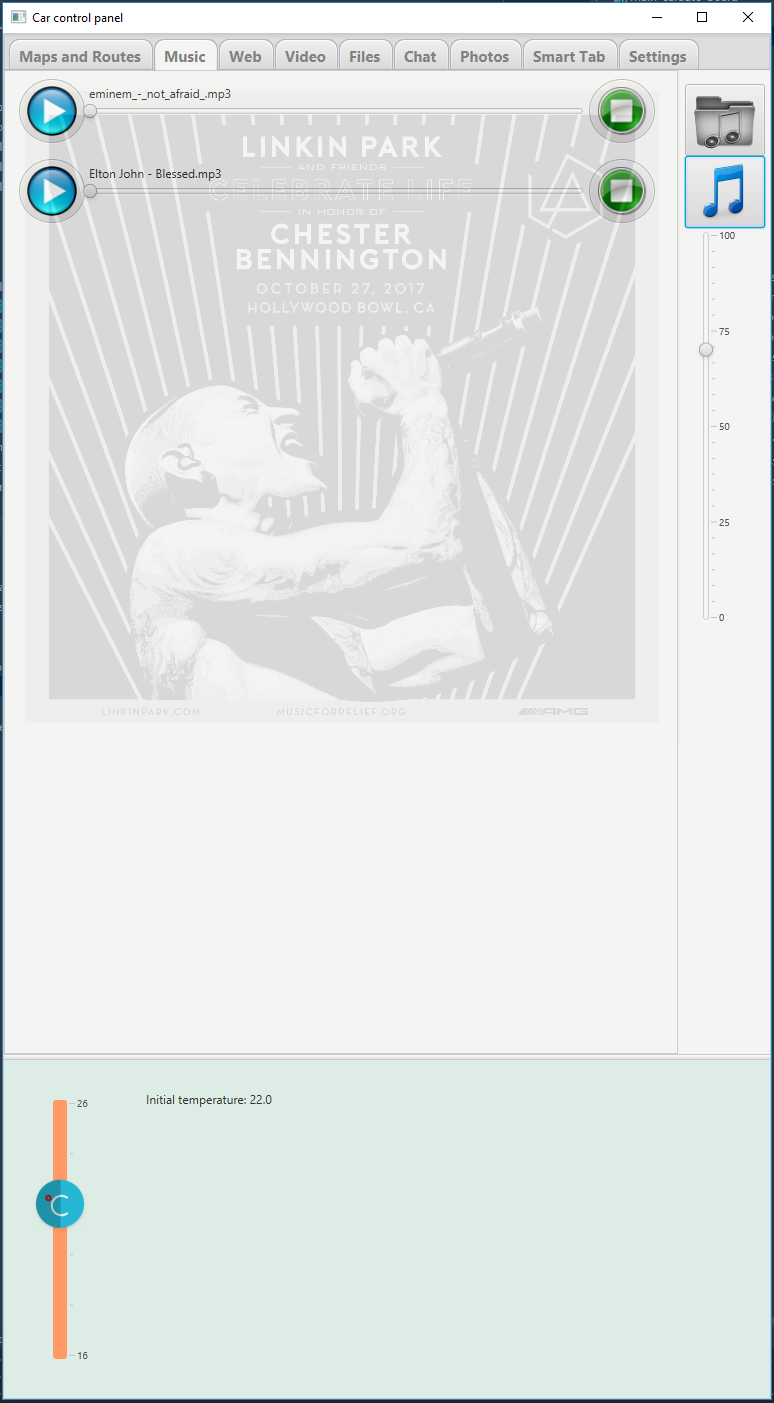 Car control panel
Maps and Routes Music Web Video Files Chat Photos Smart Tab Settings
eminem_-_not_afraid_.mp3
LINKIN PARK
AND FRIENDS
Elton John - Blessed.mp3
CELEBRATE LIFE
IN HONOR OF
CHESTER
BENNINGTON
OCTOBER 27, 2017
HOLLYWOOD BOWL, CA
100
75
50
25
0
LINKINPARK.COM MUSICFORRELIEF.ORG AMG
26
Initial temperature: 22.0
°C
16